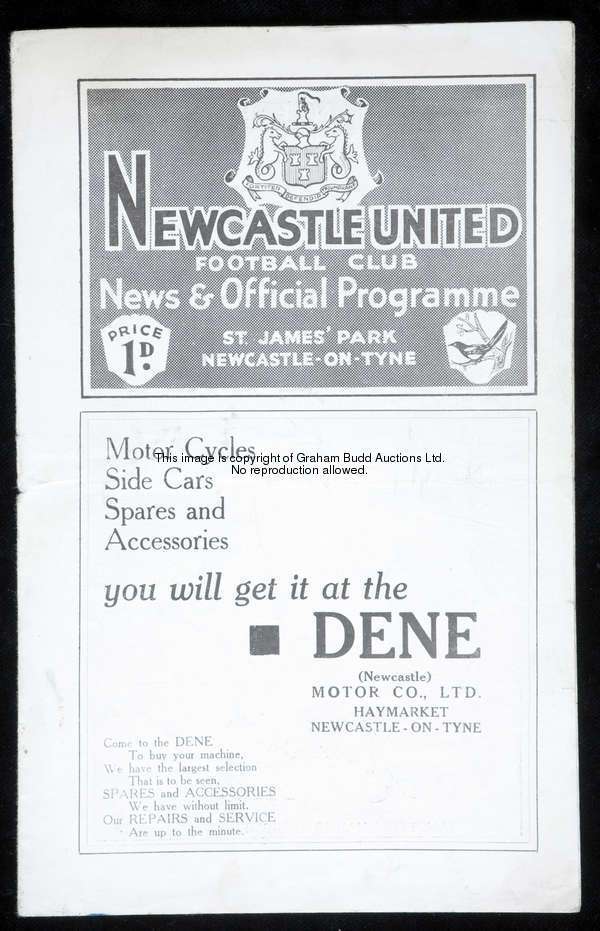 FORTITER DEFENDIT TRIUMPHANS
NEWCASTLE UNITED
FOOTBALL CLUB
News & Official Programme
PRICE
1D.
ST. JAMES' PARK
NEWCASTLE-ON-TYNE
Motor Cycles
This image is copyright of Graham Budd Auctions Ltd.
No reproduction allowed.
Side Cars
Spares and
Accessories
you will get it at the
DENE
(Newcastle)
MOTOR CO., LTD.
HAYMARKET
NEWCASTLE-ON-TYNE
Come to the DENE
To buy your machine,
We have the largest selection
That is to be seen,
SPARES and ACCESSORIES
We have without limit.
Our REPAIRS and SERVICE
Are up to the minute.